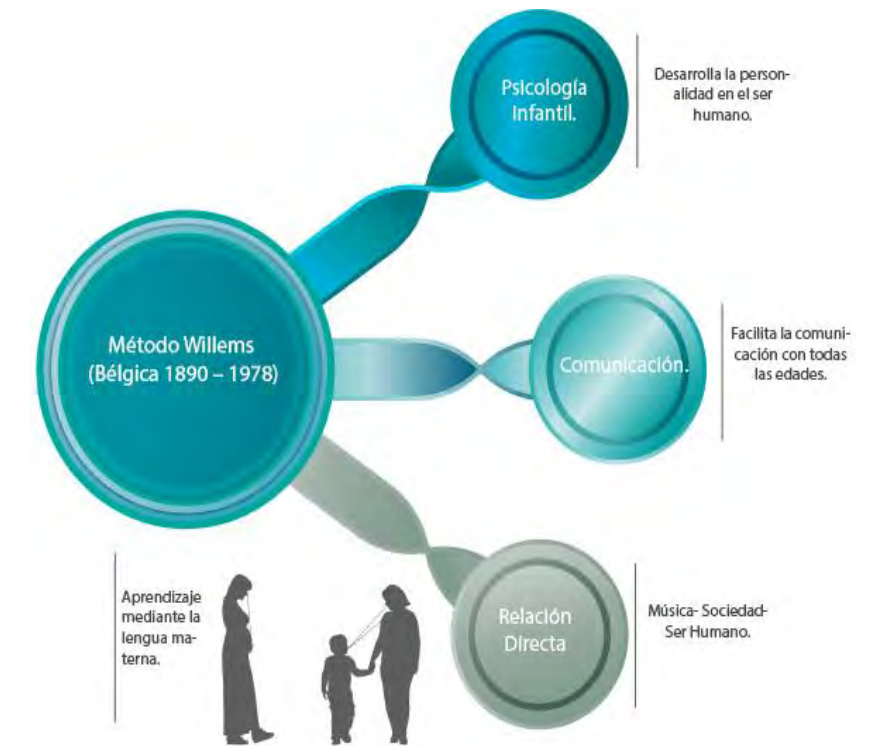 Psicología
Infantil.
Desarrolla la person-
alidad en el ser
humano.
Método Willems
(Bélgica 1890 – 1978)
Comunicación.
Facilita la comuni-
cación con todas
las edades.
Aprendizaje
mediante la
lengua ma-
terna.
Relación
Directa
Música- Sociedad-
Ser Humano.